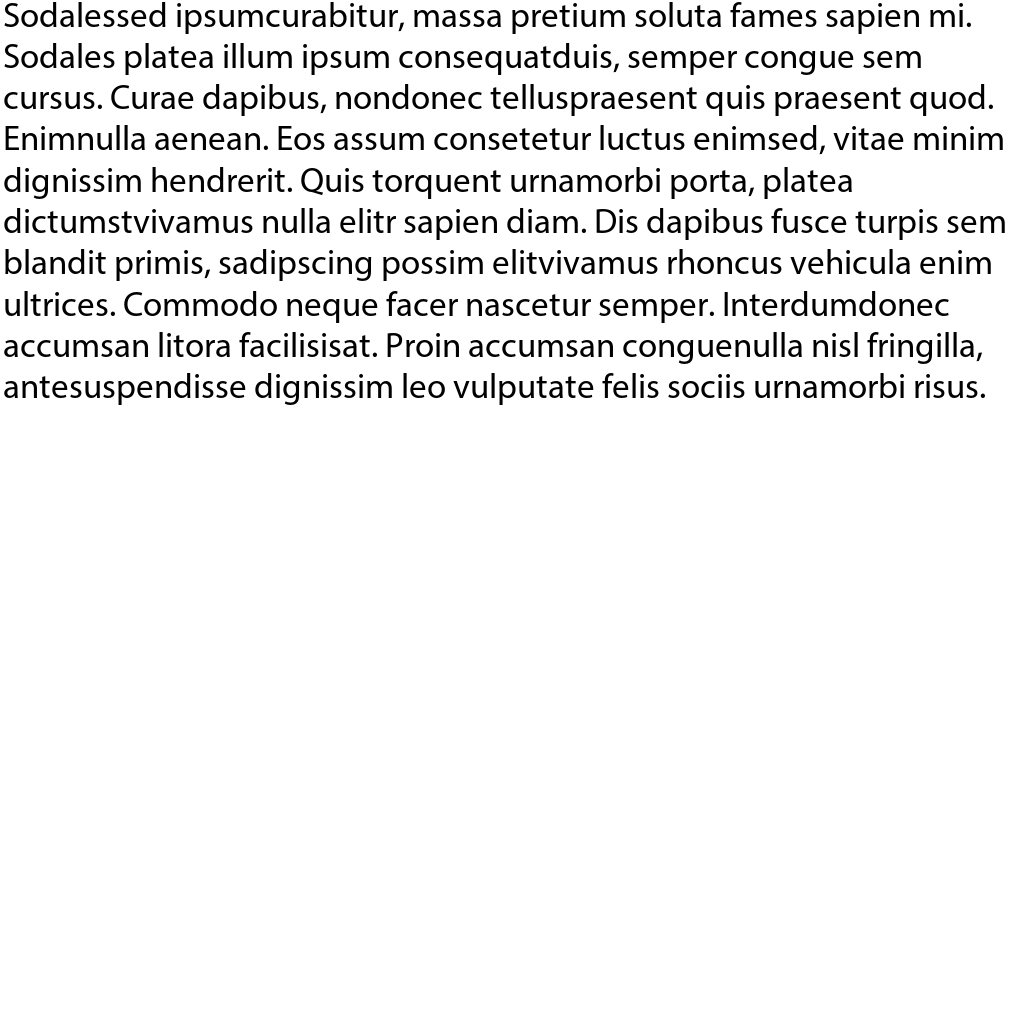 Sodalessed ipsumcurabitur, massa pretium soluta fames sapien mi.
Sodales platea illum ipsum consequatduis, semper congue sem
cursus. Curae dapibus, nondonec telluspraesent quis praesent quod.
Enimnulla aenean. Eos assum consetetur luctus enimsed, vitae minim
dignissim hendrerit. Quis torquent urnamorbi porta, platea
dictumstvivamus nulla elitr sapien diam. Dis dapibus fusce turpis sem
blandit primis, sadipscing possim elitvivamus rhoncus vehicula enim
ultrices. Commodo neque facer nascetur semper. Interdumdonec
accumsan litora facilisisat. Proin accumsan conguenulla nisl fringilla,
antesuspendisse dignissim leo vulputate felis sociis urnamorbi risus.